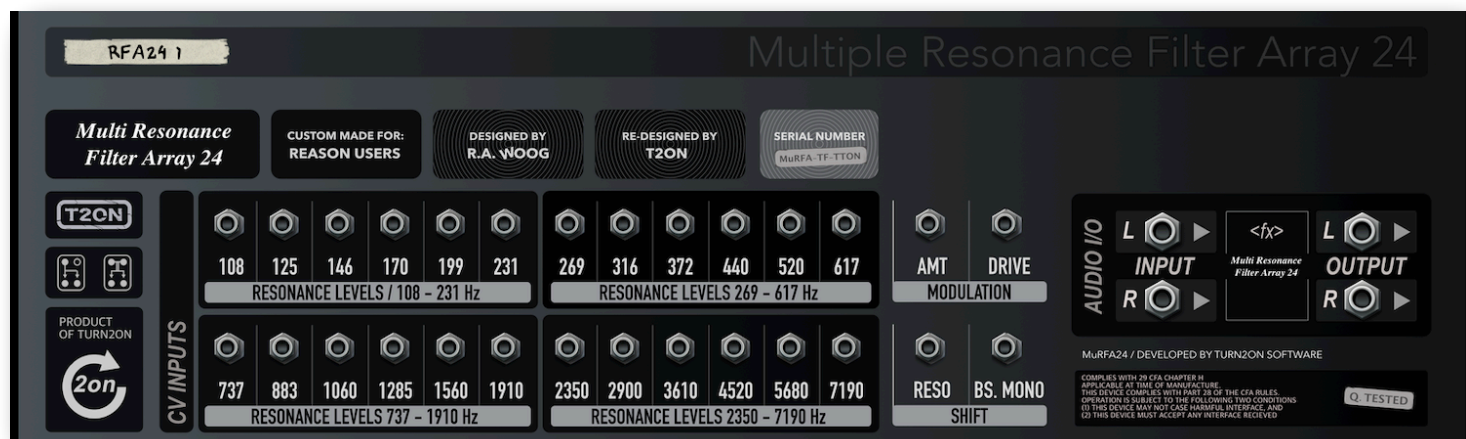 RFA24 1
Multiple Resonance Filter Array 24
Multi Resonance
Filter Array 24
CUSTOM MADE FOR:
REASON USERS
DESIGNED BY
R.A. WOOG
RE-DESIGNED BY
T2ON
SERIAL NUMBER
MuRFA-TF-TTON
T2ON
PRODUCT
OF TURN2ON
2on
CV INPUTS
108 125 146 170 199 231
RESONANCE LEVELS / 108 – 231 Hz
269 316 372 440 520 617
RESONANCE LEVELS 269 – 617 Hz
737 883 1060 1285 1560 1910
RESONANCE LEVELS 737 – 1910 Hz
2350 2900 3610 4520 5680 7190
RESONANCE LEVELS 2350 – 7190 Hz
AMT DRIVE
MODULATION
RESO BS. MONO
SHIFT
AUDIO I/O
L
INPUT
R
<fx>
Multi Resonance
Filter Array 24
L
OUTPUT
R
MuRFA24 / DEVELOPED BY TURN2ON SOFTWARE
COMPLIES WITH 29 CFA CHAPTER H
APPLICABLE AT TIME OF MANUFACTURE.
THIS DEVICE COMPLIES WITH PART 28 OF THE CFA RULES.
OPERATION IS SUBJECT TO THE FOLLOWING TWO CONDITIONS
(1) THIS DEVICE MAY NOT CASE HARMFUL INTERFACE, AND
(2) THIS DEVICE MUST ACCEPT ANY INTERFACE RECIEVED
Q. TESTED